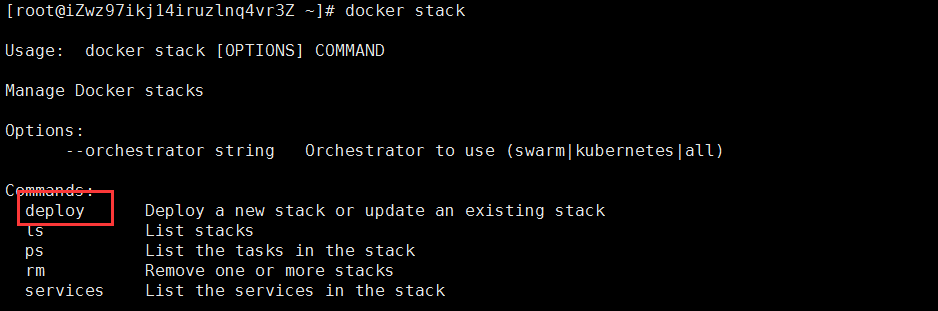 [root@iZwz97ikj14iruzlnq4vr3Z ~]# docker stack
Usage:  docker stack [OPTIONS] COMMAND
Manage Docker stacks
Options:
      --orchestrator string   Orchestrator to use (swarm|kubernetes|all)
Commands:
  deploy      Deploy a new stack or update an existing stack
  ls          List stacks
  ps          List the tasks in the stack
  rm          Remove one or more stacks
  services    List the services in the stack